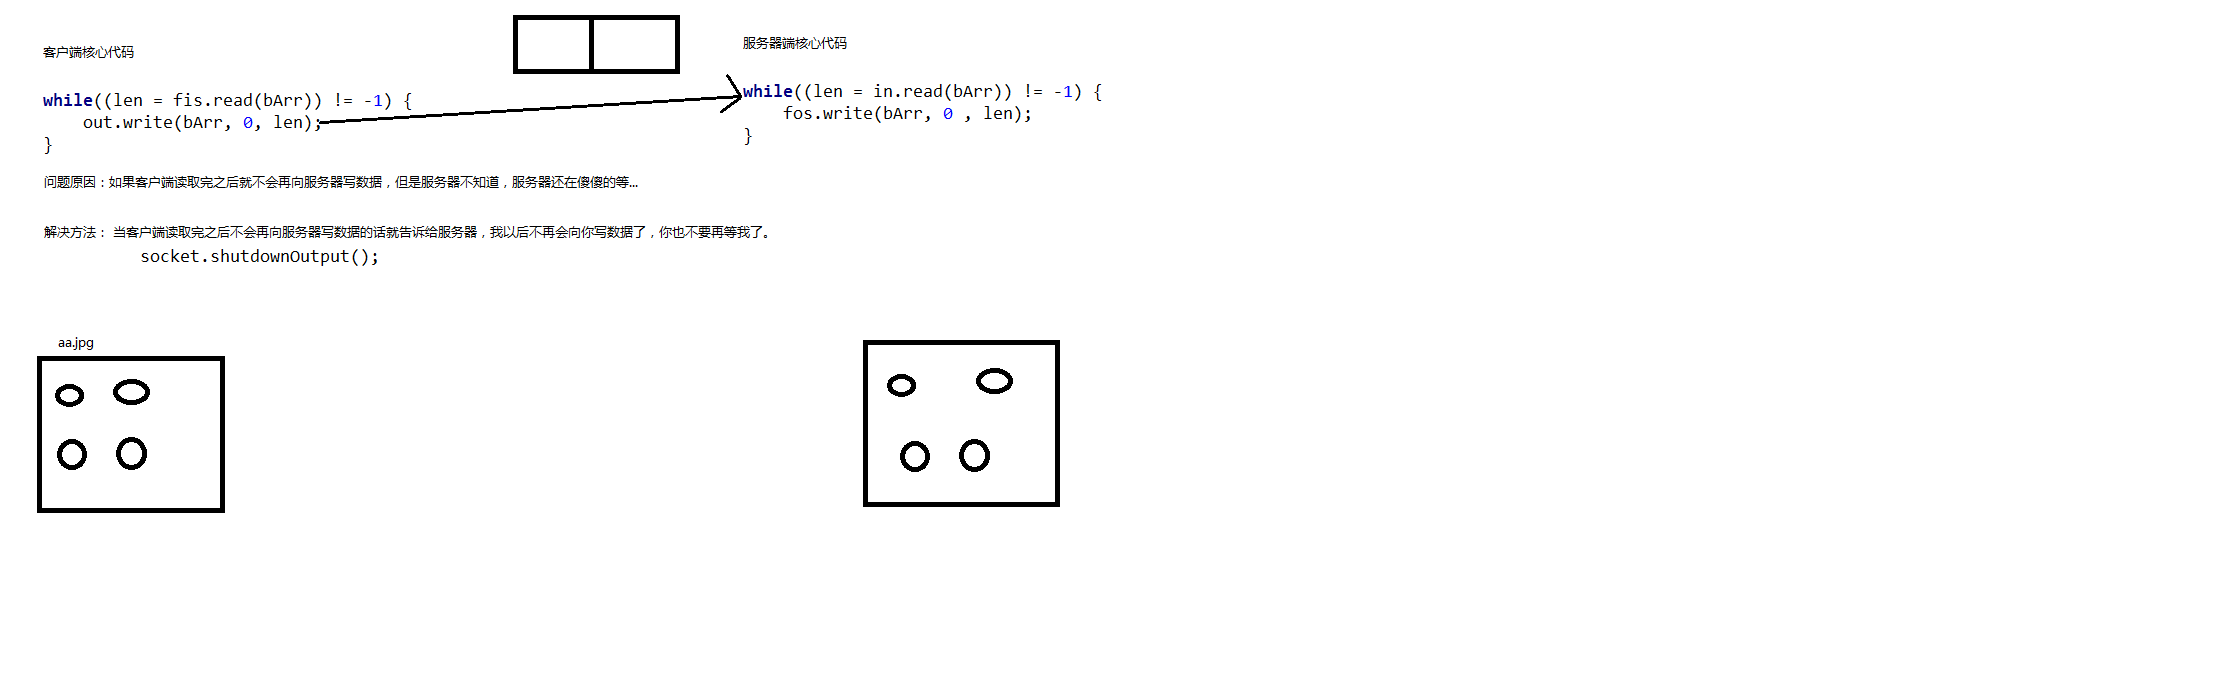 客户端核心代码
while((len = fis.read(bArr)) != -1) {
    out.write(bArr, 0, len);
}
服务器端核心代码
while((len = in.read(bArr)) != -1) {
    fos.write(bArr, 0 , len);
}
问题原因：如果客户端读取完之后就不会再向服务器写数据，但是服务器不知道，服务器还在傻傻的等...
解决方法： 当客户端读取完之后不会再向服务器写数据的话就告诉给服务器，我以后不再会向你写数据了，你也不要再等我了。
socket.shutdownOutput();
aa.jpg